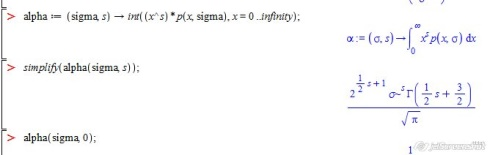 > alpha := (sigma, s) → int((x^s)*p(x, sigma), x = 0 ..infinity);
α := (σ, s)→∫₀^∞ x^s p(x, σ) dx
> simplify(alpha(sigma, s));
2^(1/2 s+1) σ~^s Γ(1/2 s + 3/2)
√π
> alpha(sigma, 0);
1